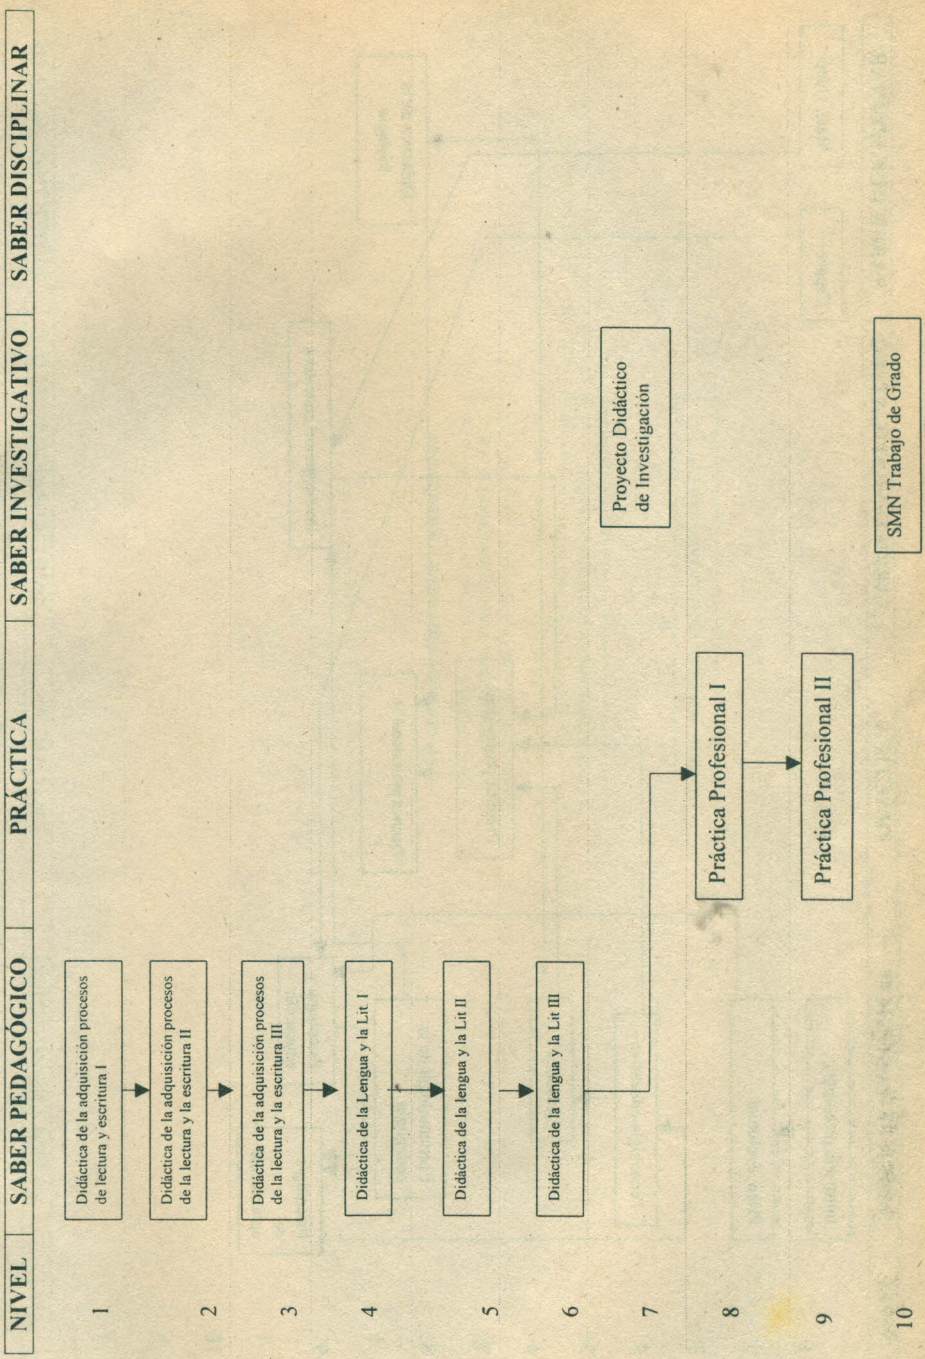 NIVEL
SABER PEDAGÓGICO
PRÁCTICA
SABER INVESTIGATIVO
SABER DISCIPLINAR
1
Didáctica de la adquisición procesos
de lectura y escritura I
2
Didáctica de la adquisición procesos
de la lectura y la escritura II
3
Didáctica de la adquisición procesos
de la lectura y la escritura III
4
Didáctica de la Lengua y la Lit. I
5
Didáctica de la lengua y la Lit II
6
Didáctica de la lengua y la Lit III
7
Proyecto Didáctico
de Investigación
8
Práctica Profesional I
9
Práctica Profesional II
10
SMN Trabajo de Grado